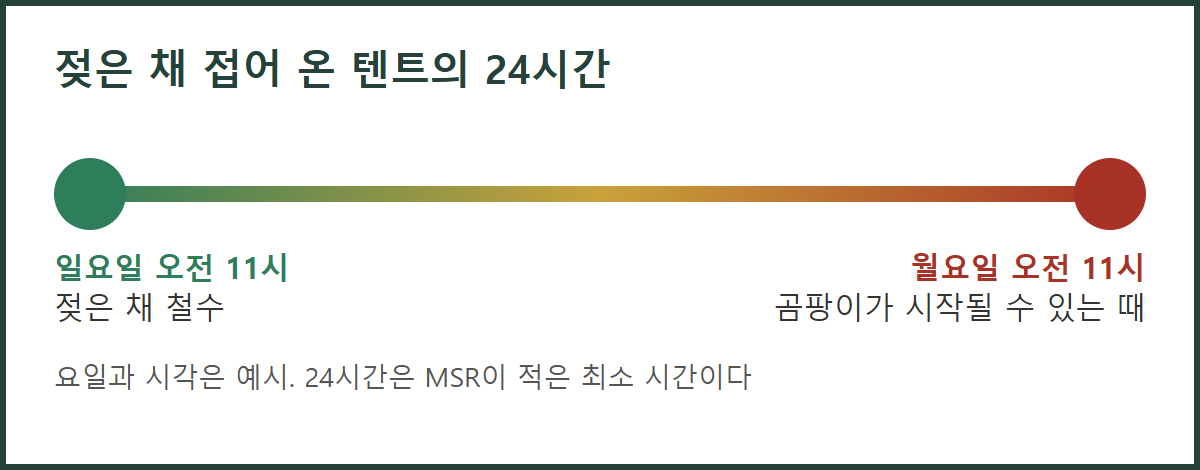 젖은 채 접어 온 텐트의 24시간
일요일 오전 11시
젖은 채 철수
월요일 오전 11시
곰팡이가 시작될 수 있는 때
요일과 시각은 예시. 24시간은 MSR이 적은 최소 시간이다